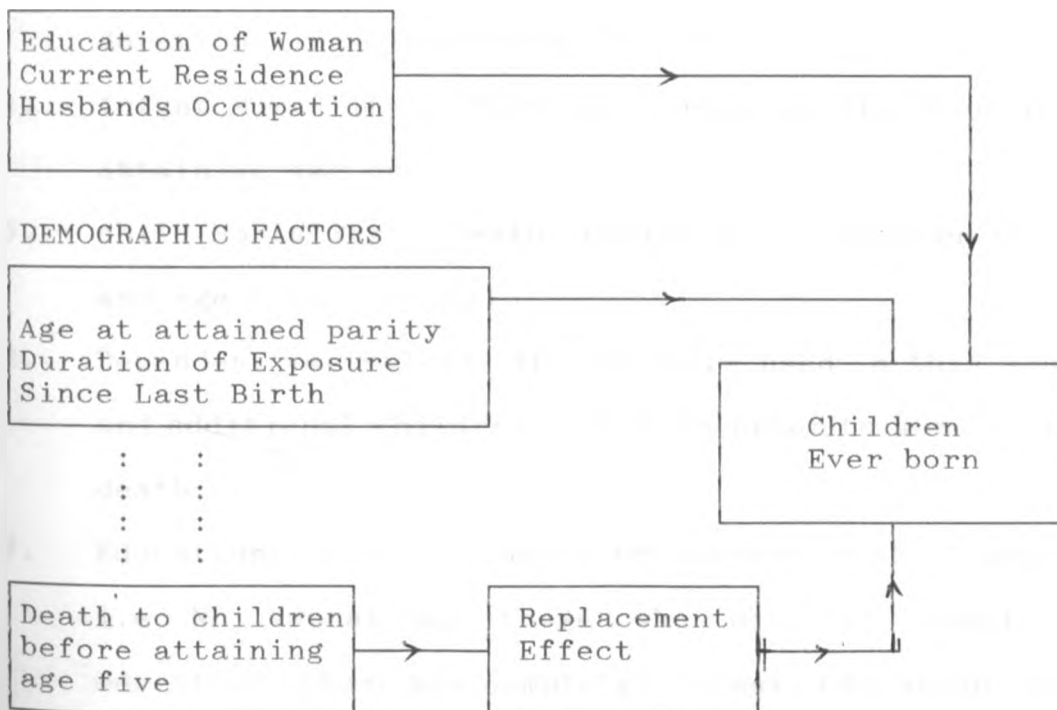 Education of Woman
Current Residence
Husbands Occupation
DEMOGRAPHIC FACTORS
Age at attained parity
Duration of Exposure
Since Last Birth
Children
Ever born
Death to children
before attaining
age five
Replacement
Effect